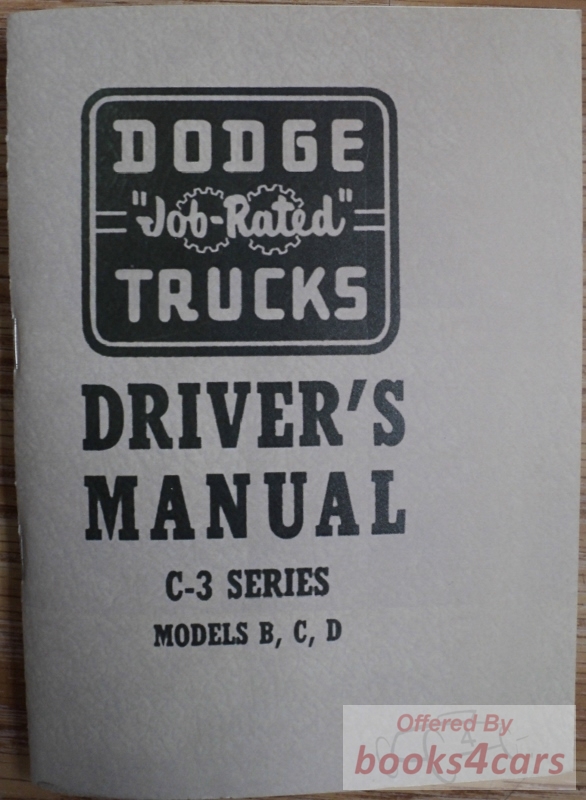 DODGE
"Job-Rated"
TRUCKS
DRIVER'S
MANUAL
C-3 SERIES
MODELS B, C, D
Offered By
books4cars